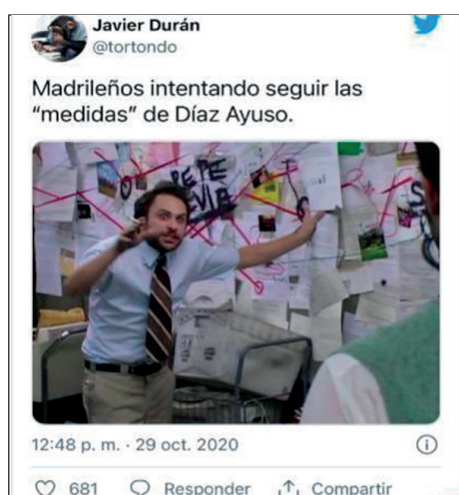 Javier Durán
@tortondo
Madrileños intentando seguir las
“medidas” de Díaz Ayuso.
PEPE
SILVIA
12:48 p. m. · 29 oct. 2020
681 Responder Compartir